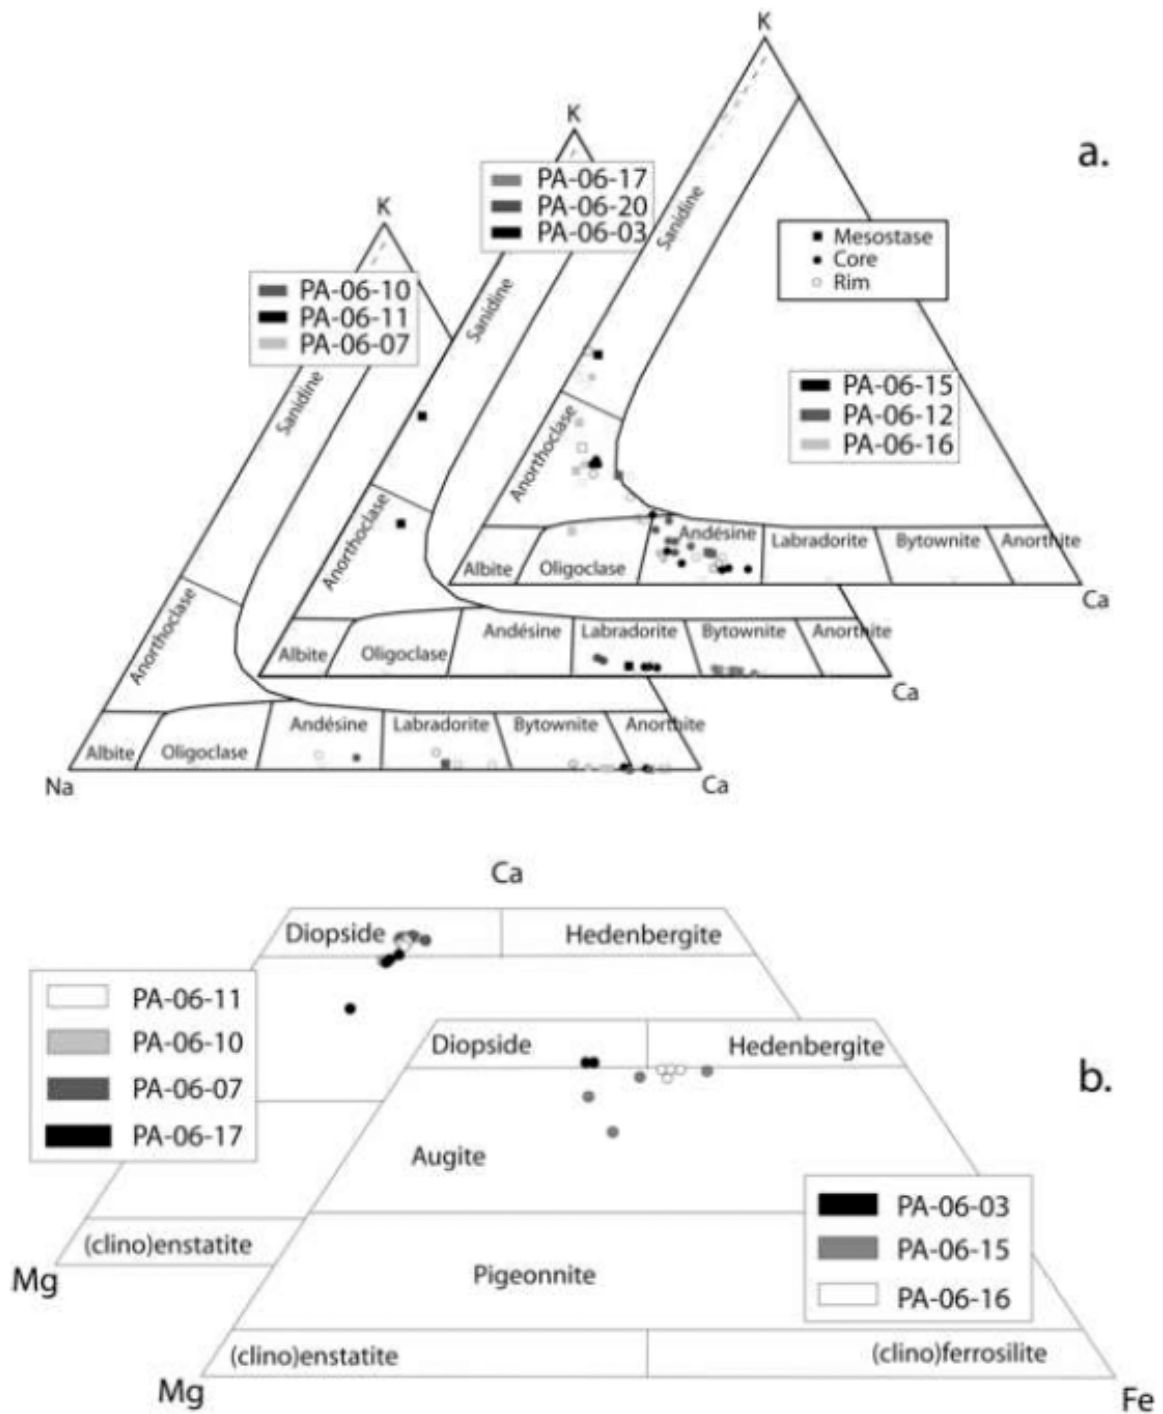 K
a.
K
PA-06-17
PA-06-20
PA-06-03
Sanidine
Mesostase
Core
Rim
K
PA-06-10
PA-06-11
PA-06-07
Sanidine
Sanidine
PA-06-15
PA-06-12
PA-06-16
Anorthoclase
Albite
Oligoclase
Andésine
Labradorite
Bytownite
Anorthite
Ca
Anorthoclase
Albite
Oligoclase
Andésine
Labradorite
Bytownite
Anorthite
Ca
Anorthoclase
Albite
Oligoclase
Andésine
Labradorite
Bytownite
Anorthite
Na
Ca
Ca
Diopside
Hedenbergite
PA-06-11
PA-06-10
PA-06-07
PA-06-17
(clino)enstatite
Mg
b.
Diopside
Hedenbergite
Augite
Pigeonnite
PA-06-03
PA-06-15
PA-06-16
(clino)enstatite
(clino)ferrosilite
Mg
Fe